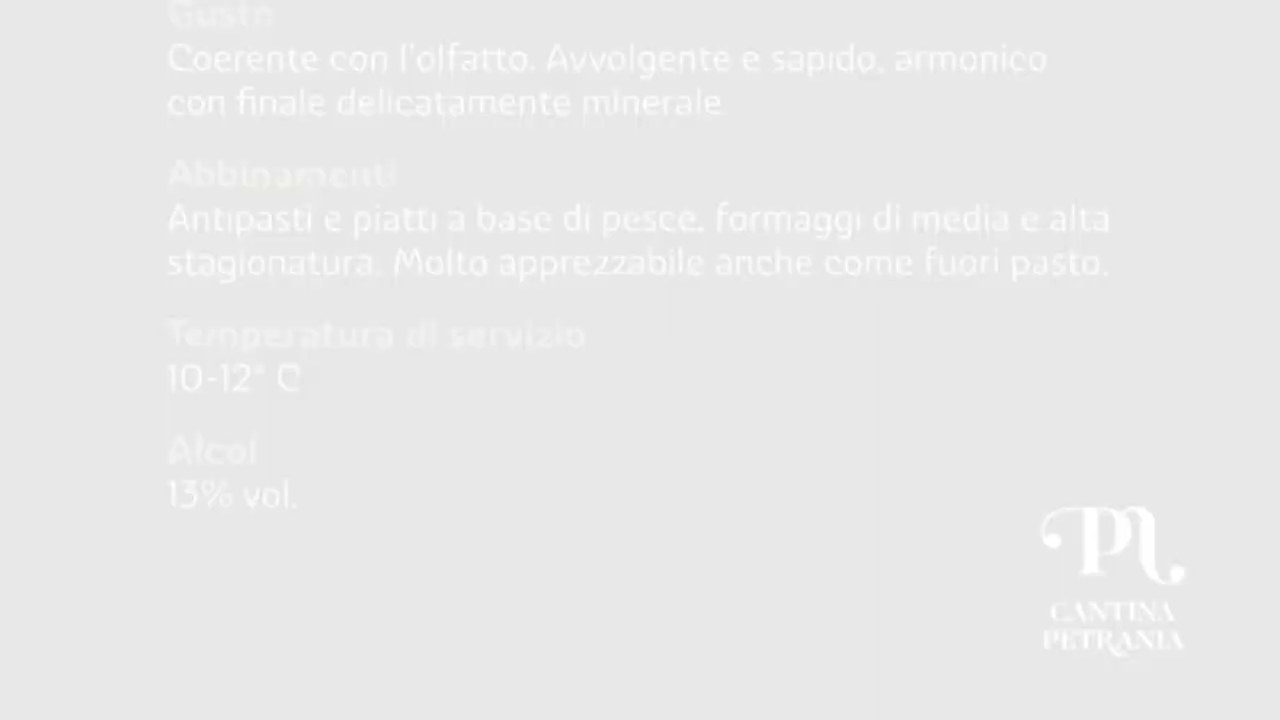 Gusto
Coerente con l'olfatto. Avvolgente e sapido, armonico
con finale delicatamente minerale.
Abbinamenti
Antipasti e piatti a base di pesce, formaggi di media e alta
stagionatura. Molto apprezzabile anche come fuori pasto.
Temperatura di servizio
10-12° C
Alcol
13% vol.
CANTINA
PETRANIA